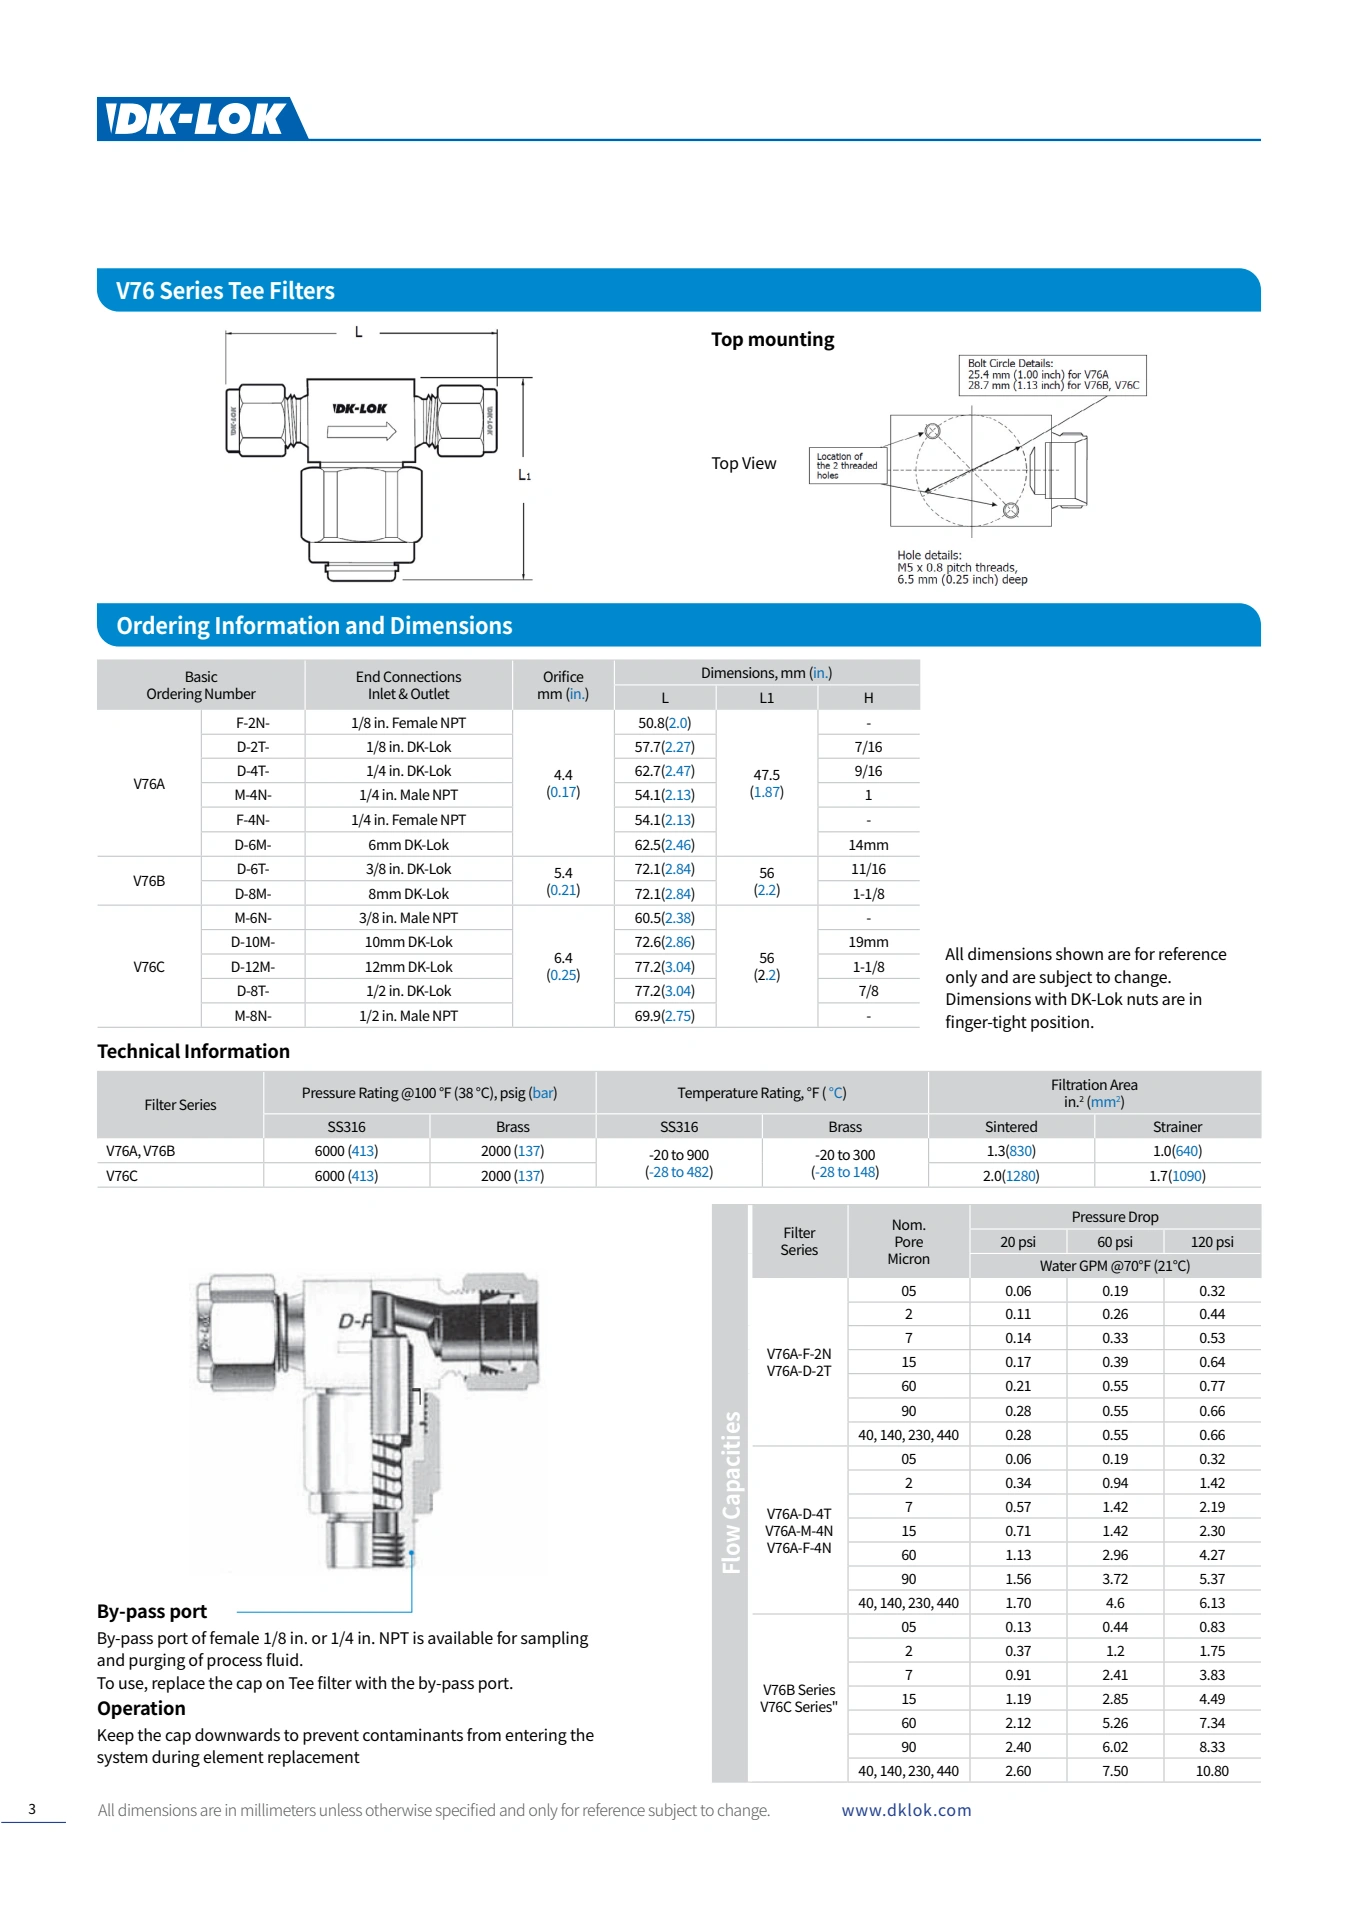 DK-LOK
V76 Series Tee Filters
L
DK-LOK
DK-LOK
DK-LOK
L1
Top mounting
Bolt Circle Details:
25.4 mm (1.00 inch) for V76A
28.7 mm (1.13 inch) for V76B, V76C
Top View
Location of
the 2 threaded
holes
Hole details:
M5 x 0.8 pitch threads,
6.5 mm (0.25 inch) deep
Ordering Information and Dimensions
Basic Ordering Number End Connections Inlet & Outlet Orifice mm (in.) Dimensions, mm (in.)
L L1 H
V76A F-2N- 1/8 in. Female NPT 4.4 (0.17) 50.8(2.0) 47.5 (1.87) -
D-2T- 1/8 in. DK-Lok 57.7(2.27) 7/16
D-4T- 1/4 in. DK-Lok 62.7(2.47) 9/16
M-4N- 1/4 in. Male NPT 54.1(2.13) 1
F-4N- 1/4 in. Female NPT 54.1(2.13) -
D-6M- 6mm DK-Lok 62.5(2.46) 14mm
V76B D-6T- 3/8 in. DK-Lok 5.4 (0.21) 72.1(2.84) 56 (2.2) 11/16
D-8M- 8mm DK-Lok 72.1(2.84) 1-1/8
V76C M-6N- 3/8 in. Male NPT 6.4 (0.25) 60.5(2.38) 56 (2.2) -
D-10M- 10mm DK-Lok 72.6(2.86) 19mm
D-12M- 12mm DK-Lok 77.2(3.04) 1-1/8
D-8T- 1/2 in. DK-Lok 77.2(3.04) 7/8
M-8N- 1/2 in. Male NPT 69.9(2.75) -
All dimensions shown are for reference
only and are subject to change.
Dimensions with DK-Lok nuts are in
finger-tight position.
Technical Information
Filter Series Pressure Rating @100 °F (38 °C), psig (bar) Temperature Rating, °F ( °C) Filtration Area in.² (mm²)
SS316 Brass SS316 Brass Sintered Strainer
V76A, V76B 6000 (413) 2000 (137) -20 to 900 (-28 to 482) -20 to 300 (-28 to 148) 1.3(830) 1.0(640)
V76C 6000 (413) 2000 (137) 2.0(1280) 1.7(1090)
D-F
DK-LOK
By-pass port
By-pass port of female 1/8 in. or 1/4 in. NPT is available for sampling
and purging of process fluid.
To use, replace the cap on Tee filter with the by-pass port.
Operation
Keep the cap downwards to prevent contaminants from entering the
system during element replacement
Flow Capacities
Filter Series Nom. Pore Micron Pressure Drop
20 psi 60 psi 120 psi
Water GPM @70°F (21°C)
V76A-F-2N V76A-D-2T 05 0.06 0.19 0.32
2 0.11 0.26 0.44
7 0.14 0.33 0.53
15 0.17 0.39 0.64
60 0.21 0.55 0.77
90 0.28 0.55 0.66
40, 140, 230, 440 0.28 0.55 0.66
V76A-D-4T V76A-M-4N V76A-F-4N 05 0.06 0.19 0.32
2 0.34 0.94 1.42
7 0.57 1.42 2.19
15 0.71 1.42 2.30
60 1.13 2.96 4.27
90 1.56 3.72 5.37
40, 140, 230, 440 1.70 4.6 6.13
V76B Series V76C Series" 05 0.13 0.44 0.83
2 0.37 1.2 1.75
7 0.91 2.41 3.83
15 1.19 2.85 4.49
60 2.12 5.26 7.34
90 2.40 6.02 8.33
40, 140, 230, 440 2.60 7.50 10.80
3
All dimensions are in millimeters unless otherwise specified and only for reference subject to change.
www.dklok.com